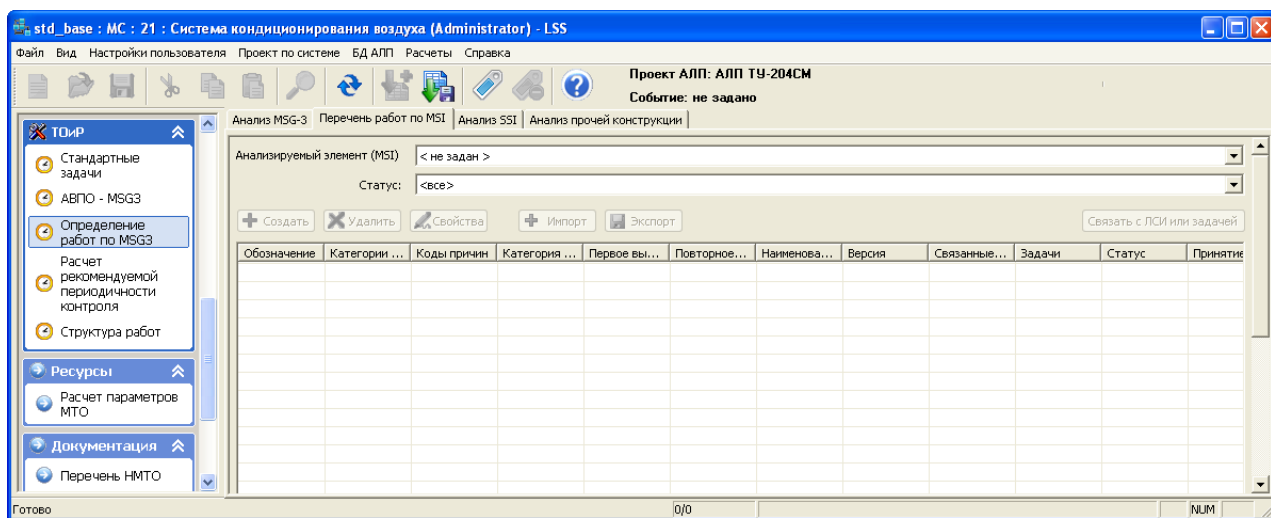 std_base : МС : 21 : Система кондиционирования воздуха (Administrator) - LSS
Файл Вид Настройки пользователя Проект по системе БД АЛП Расчеты Справка
Проект АЛП: АЛП ТУ-204СМ
Событие: не задано
ТОиР
Стандартные
задачи
АВПО - MSG3
Определение
работ по MSG3
Расчет
рекомендуемой
периодичности
контроля
Структура работ
Ресурсы
Расчет параметров
МТО
Документация
Перечень НМТО
Анализ MSG-3 Перечень работ по MSI Анализ SSI Анализ прочей конструкции
Анализируемый элемент (MSI) < не задан >
Статус: <все>
Создать Удалить Свойства Импорт Экспорт Связать с ЛСИ или задачей
Обозначение Категории ... Коды причин Категория ... Первое вы... Повторное... Наименова... Версия Связанные... Задачи Статус Принятие
Готово 0/0 NUM